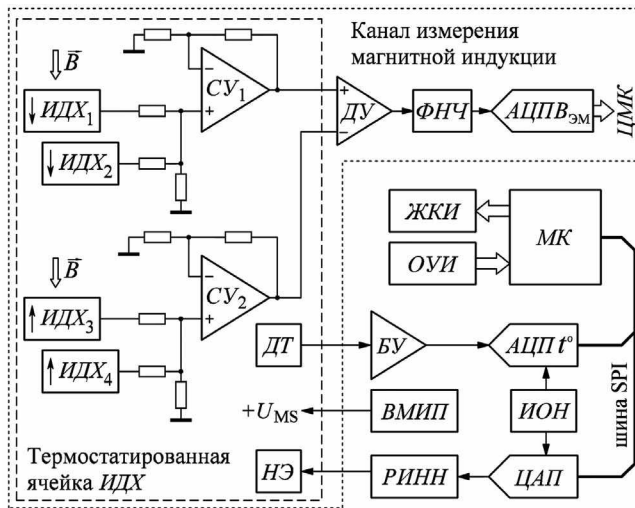 Канал измерения
магнитной индукции
B
ИДХ1
ИДХ2
−
+
СУ1
+
−
ДУ
ФНЧ
АЦПВЭМ
ЦМК
B
ИДХ3
ИДХ4
−
+
СУ2
ЖКИ
ОУИ
МК
ДТ
БУ
АЦП t°
шина SPI
+UMS
ВМИП
ИОН
НЭ
РИНН
ЦАП
Термостатированная
ячейка ИДХ